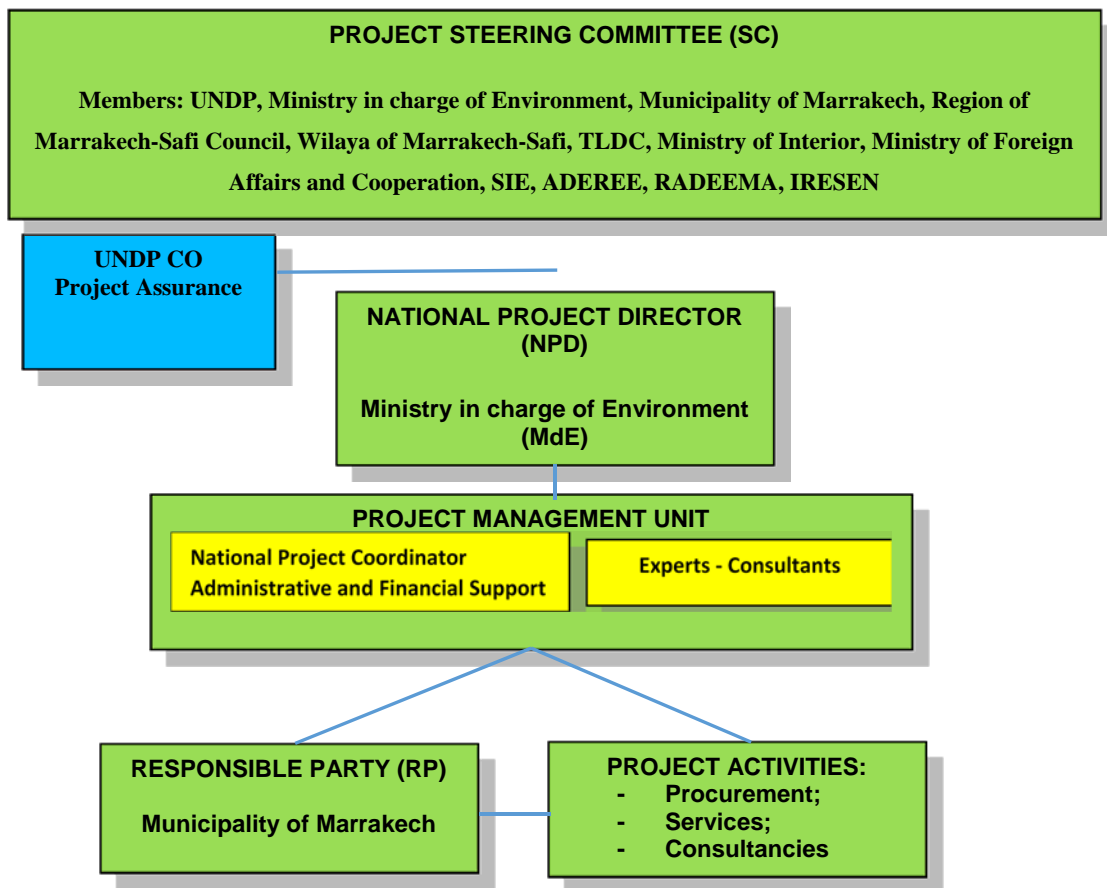 PROJECT STEERING COMMITTEE (SC)
Members: UNDP, Ministry in charge of Environment, Municipality of Marrakech, Region of
Marrakech-Safi Council, Wilaya of Marrakech-Safi, TLDC, Ministry of Interior, Ministry of Foreign
Affairs and Cooperation, SIE, ADEREE, RADEEMA, IRESEN
UNDP CO
Project Assurance
NATIONAL PROJECT DIRECTOR
(NPD)
Ministry in charge of Environment
(MdE)
PROJECT MANAGEMENT UNIT
National Project Coordinator
Administrative and Financial Support
Experts - Consultants
RESPONSIBLE PARTY (RP)
Municipality of Marrakech
PROJECT ACTIVITIES:
- Procurement;
- Services;
- Consultancies